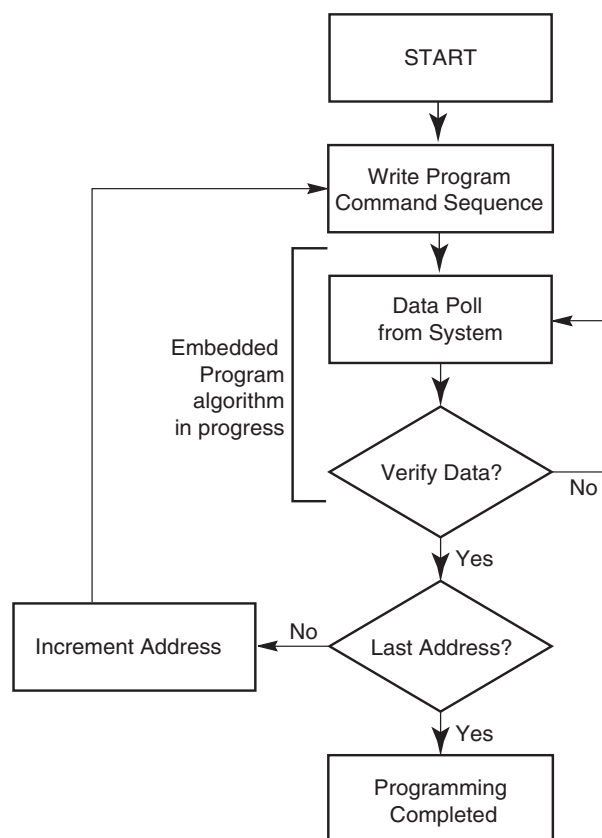 START
Write Program
Command Sequence
Data Poll
from System
Embedded
Program
algorithm
in progress
Verify Data?
No
Yes
Increment Address
No
Last Address?
Yes
Programming
Completed